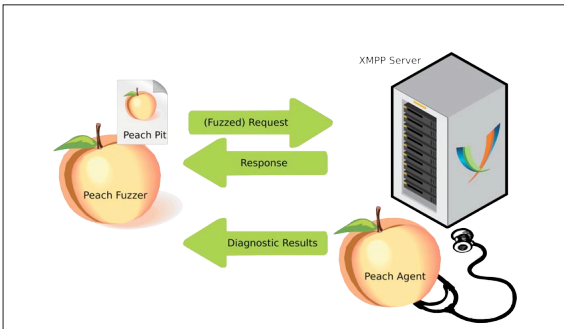 XMPP Server
Peach Pit
(Fuzzed) Request
Response
Peach Fuzzer
Diagnostic Results
Peach Agent